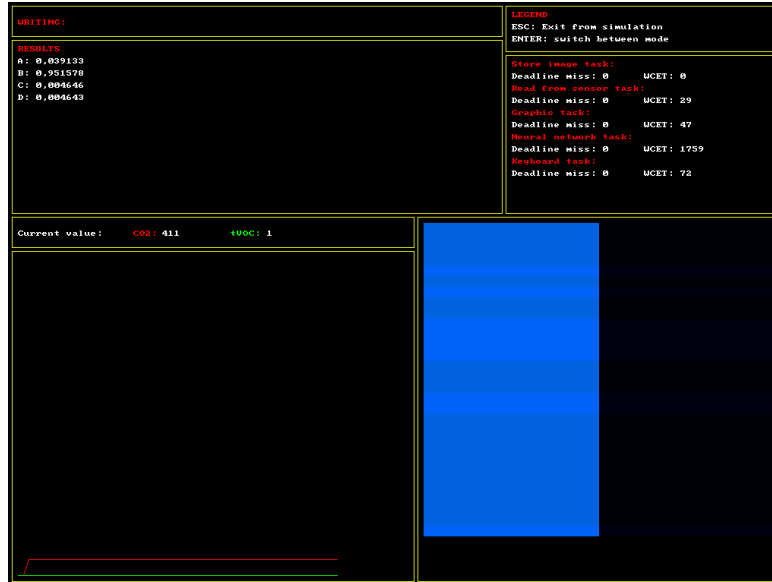 WRITING:
RESULTS
A: 0,039133
B: 0,951578
C: 0,004646
D: 0,004643
LEGEND
ESC: Exit from simulation
ENTER: switch between mode
Store image task:
Deadline miss: 0 WCET: 0
Read from sensor task:
Deadline miss: 0 WCET: 29
Graphic task:
Deadline miss: 0 WCET: 47
Neural network task:
Deadline miss: 0 WCET: 1759
Keyboard task:
Deadline miss: 0 WCET: 72
Current value: CO2: 411 tVOC: 1